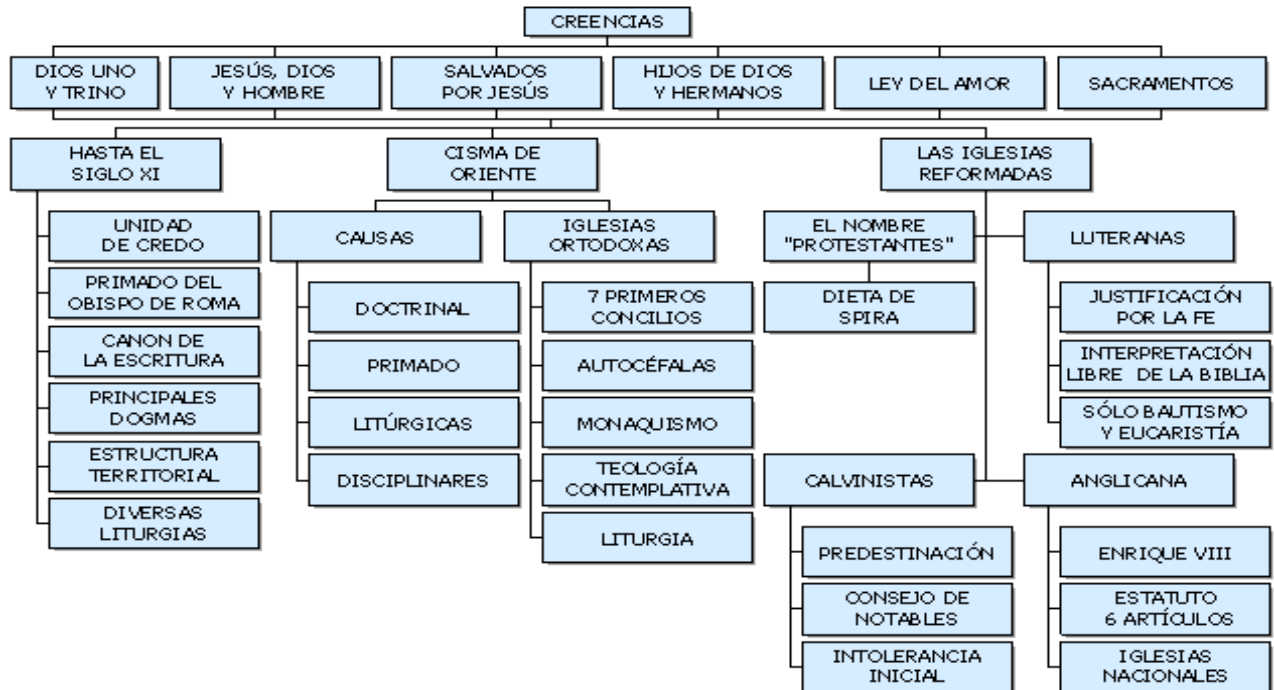 CREENCIAS
DIOS UNO
Y TRINO
JESÚS, DIOS
Y HOMBRE
SALVADOS
POR JESÚS
HIJOS DE DIOS
Y HERMANOS
LEY DEL AMOR
SACRAMENTOS
HASTA EL
SIGLO XI
UNIDAD
DE CREDO
PRIMADO DEL
OBISPO DE ROMA
CANON DE
LA ESCRITURA
PRINCIPALES
DOGMAS
ESTRUCTURA
TERRITORIAL
DIVERSAS
LITURGIAS
CISMA DE
ORIENTE
CAUSAS
DOCTRINAL
PRIMADO
LITÚRGICAS
DISCIPLINARES
IGLESIAS
ORTODOXAS
7 PRIMEROS
CONCILIOS
AUTOCÉFALAS
MONAQUISMO
TEOLOGÍA
CONTEMPLATIVA
LITURGIA
LAS IGLESIAS
REFORMADAS
EL NOMBRE
"PROTESTANTES"
DIETA DE
SPIRA
LUTERANAS
JUSTIFICACIÓN
POR LA FE
INTERPRETACIÓN
LIBRE DE LA BIBLIA
SÓLO BAUTISMO
Y EUCARISTÍA
CALVINISTAS
PREDESTINACIÓN
CONSEJO DE
NOTABLES
INTOLERANCIA
INICIAL
ANGLICANA
ENRIQUE VIII
ESTATUTO
6 ARTÍCULOS
IGLESIAS
NACIONALES